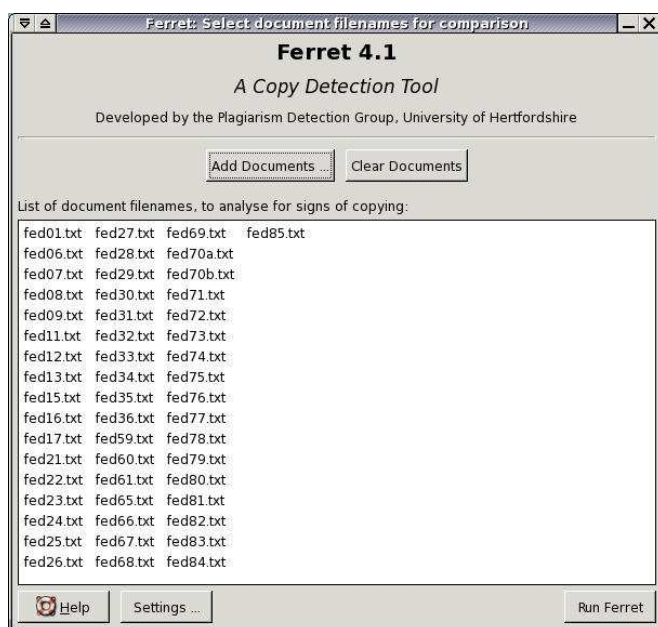 Ferret: Select document filenames for comparison
Ferret 4.1
A Copy Detection Tool
Developed by the Plagiarism Detection Group, University of Hertfordshire
Add Documents ... Clear Documents
List of document filenames, to analyse for signs of copying:
fed01.txt fed27.txt fed69.txt fed85.txt
fed06.txt fed28.txt fed70a.txt
fed07.txt fed29.txt fed70b.txt
fed08.txt fed30.txt fed71.txt
fed09.txt fed31.txt fed72.txt
fed11.txt fed32.txt fed73.txt
fed12.txt fed33.txt fed74.txt
fed13.txt fed34.txt fed75.txt
fed15.txt fed35.txt fed76.txt
fed16.txt fed36.txt fed77.txt
fed17.txt fed59.txt fed78.txt
fed21.txt fed60.txt fed79.txt
fed22.txt fed61.txt fed80.txt
fed23.txt fed65.txt fed81.txt
fed24.txt fed66.txt fed82.txt
fed25.txt fed67.txt fed83.txt
fed26.txt fed68.txt fed84.txt
Help Settings ... Run Ferret